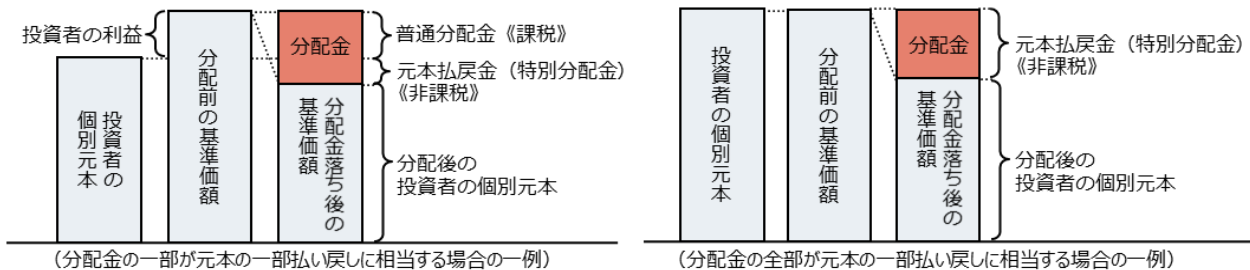 投資者の利益
投資者の
個別元本
分配前の基準価額
分配金
分配金落ち後の
基準価額
普通分配金《課税》
元本払戻金（特別分配金）
《非課税》
分配後の
投資者の個別元本
（分配金の一部が元本の一部払い戻しに相当する場合の一例）
投資者の個別元本
分配前の基準価額
分配金
分配金落ち後の
基準価額
元本払戻金（特別分配金）
《非課税》
分配後の
投資者の個別元本
（分配金の全部が元本の一部払い戻しに相当する場合の一例）